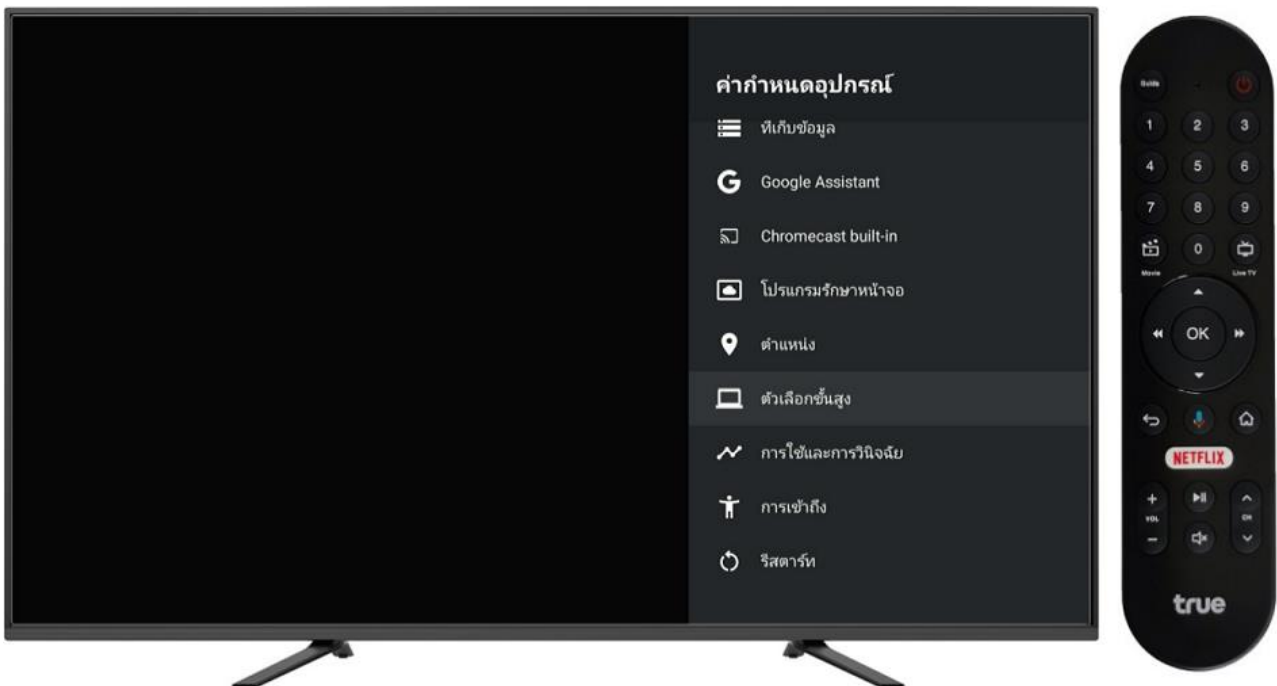 ค่ากำหนดอุปกรณ์
ที่เก็บข้อมูล
Google Assistant
Chromecast built-in
โปรแกรมรักษาหน้าจอ
ตำแหน่ง
ตัวเลือกขั้นสูง
การใช้และการวินิจฉัย
การเข้าถึง
รีสตาร์ท
Guide
1 2 3
4 5 6
7 8 9
0
Movie Live TV
OK
NETFLIX
+
VOL CH
-
true